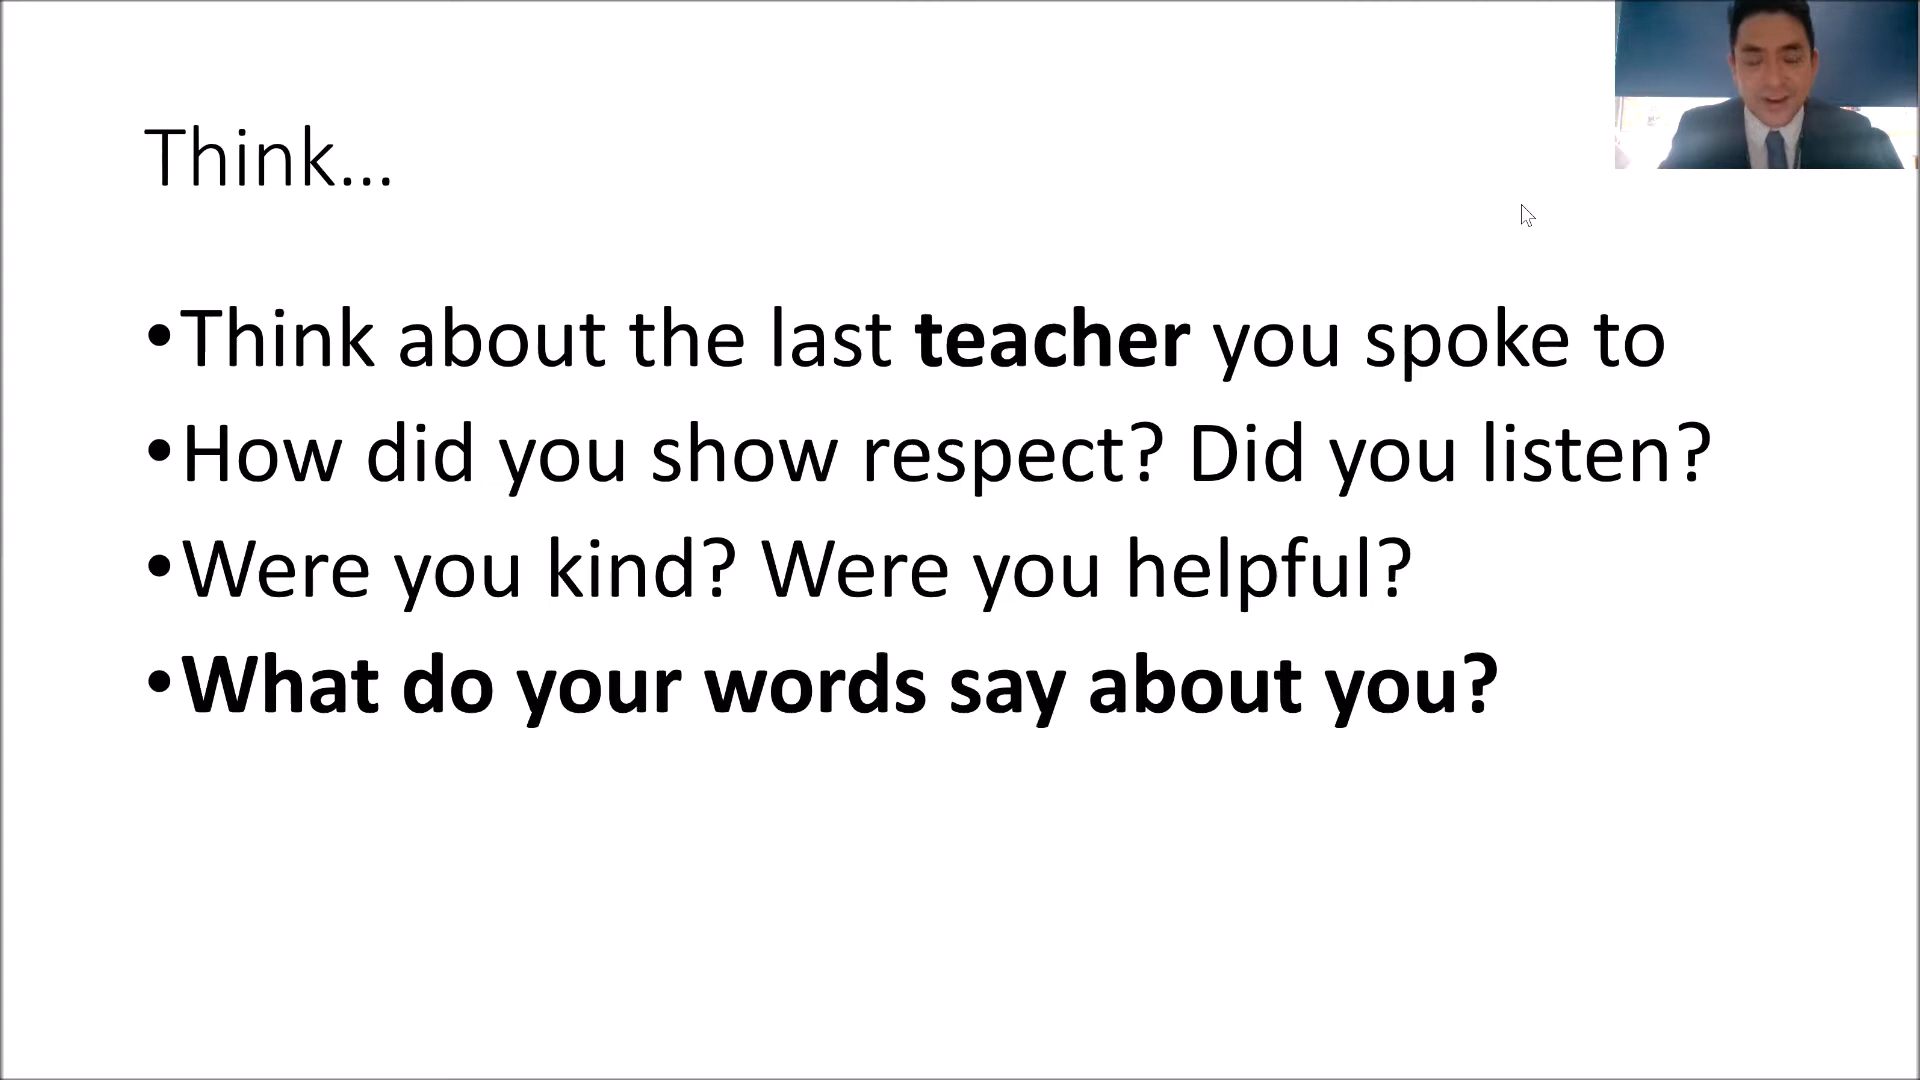 Think...
•Think about the last teacher you spoke to
•How did you show respect? Did you listen?
•Were you kind? Were you helpful?
•What do your words say about you?